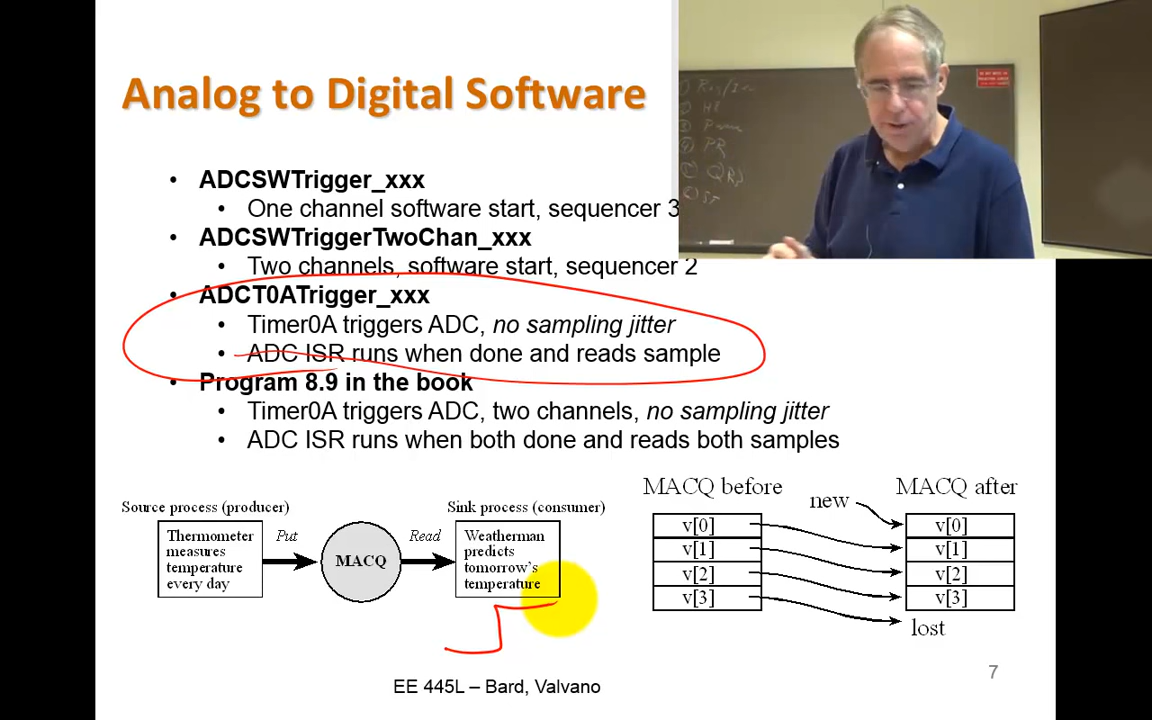 Analog to Digital Software
• ADCSWTrigger_xxx
• One channel software start, sequencer 3
• ADCSWTriggerTwoChan_xxx
• Two channels, software start, sequencer 2
• ADCT0ATrigger_xxx
• Timer0A triggers ADC, no sampling jitter
• ADC ISR runs when done and reads sample
• Program 8.9 in the book
• Timer0A triggers ADC, two channels, no sampling jitter
• ADC ISR runs when both done and reads both samples
Source process (producer)
Thermometer
measures
temperature
every day
Put
MACQ
Read
Sink process (consumer)
Weatherman
predicts
tomorrow's
temperature
MACQ before
v[0]
v[1]
v[2]
v[3]
new
MACQ after
v[0]
v[1]
v[2]
v[3]
lost
EE 445L – Bard, Valvano
7